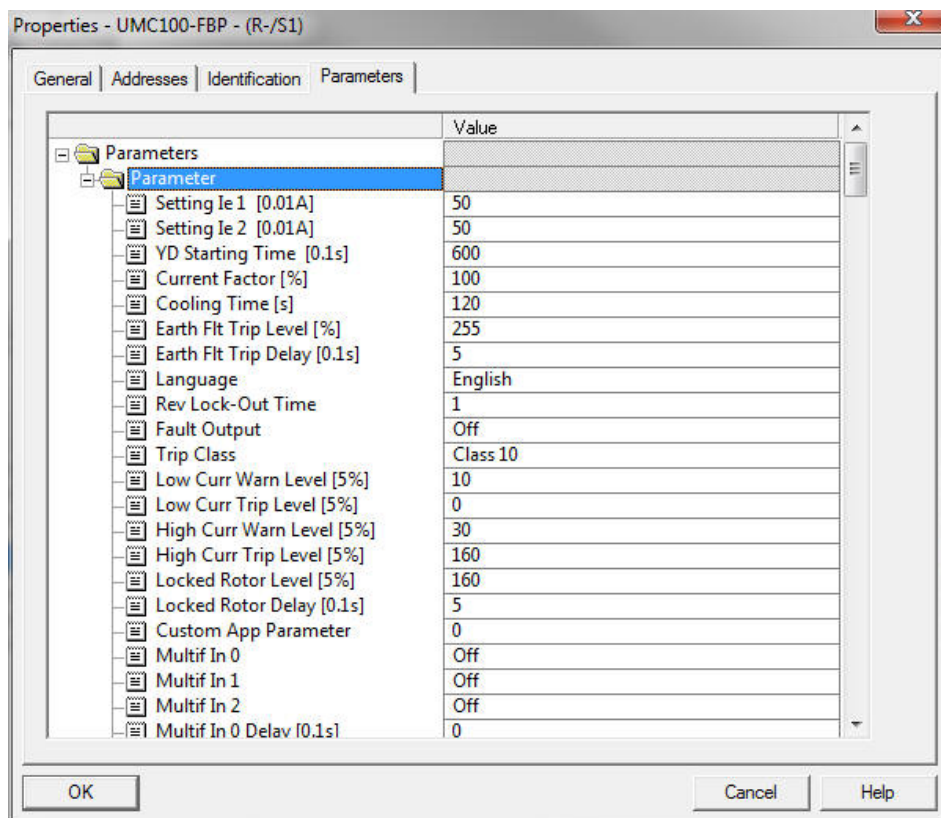 Properties - UMC100-FBP - (R-/S1)
General Addresses Identification Parameters
Value
Parameters
Parameter
Setting Ie 1 [0.01A] 50
Setting Ie 2 [0.01A] 50
YD Starting Time [0.1s] 600
Current Factor [%] 100
Cooling Time [s] 120
Earth Flt Trip Level [%] 255
Earth Flt Trip Delay [0.1s] 5
Language English
Rev Lock-Out Time 1
Fault Output Off
Trip Class Class 10
Low Curr Warn Level [5%] 10
Low Curr Trip Level [5%] 0
High Curr Warn Level [5%] 30
High Curr Trip Level [5%] 160
Locked Rotor Level [5%] 160
Locked Rotor Delay [0.1s] 5
Custom App Parameter 0
Multif In 0 Off
Multif In 1 Off
Multif In 2 Off
Multif In 0 Delay [0.1s] 0
OK Cancel Help